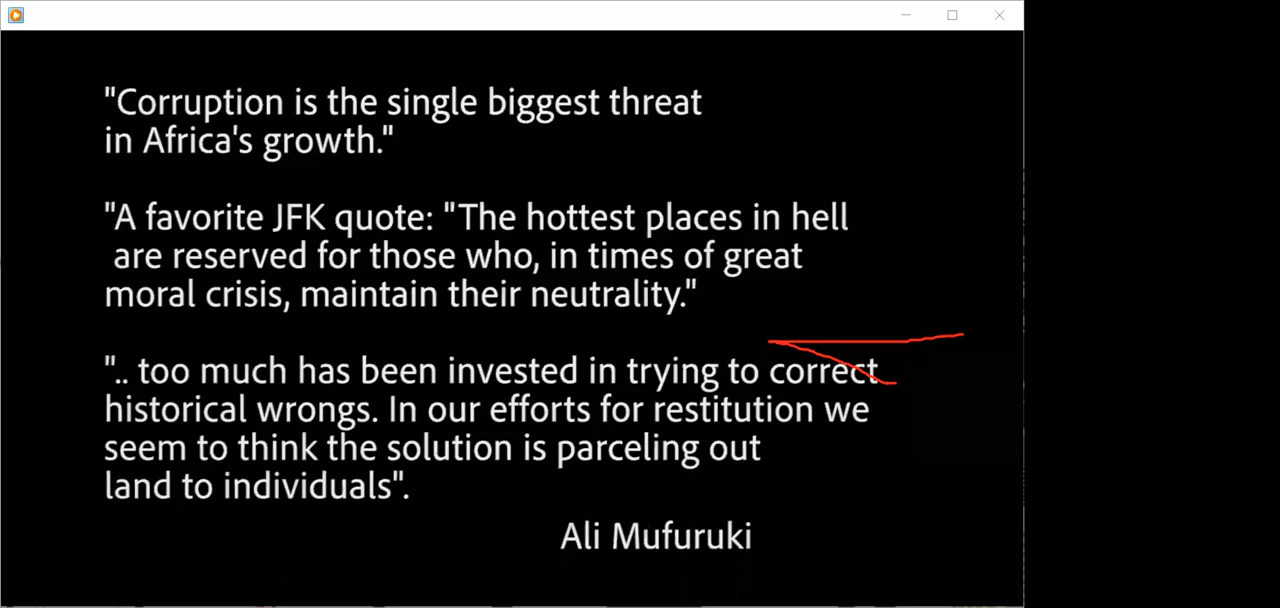 "Corruption is the single biggest threat
in Africa's growth."
"A favorite JFK quote: "The hottest places in hell
are reserved for those who, in times of great
moral crisis, maintain their neutrality."
".. too much has been invested in trying to correct
historical wrongs. In our efforts for restitution we
seem to think the solution is parceling out
land to individuals".
Ali Mufuruki